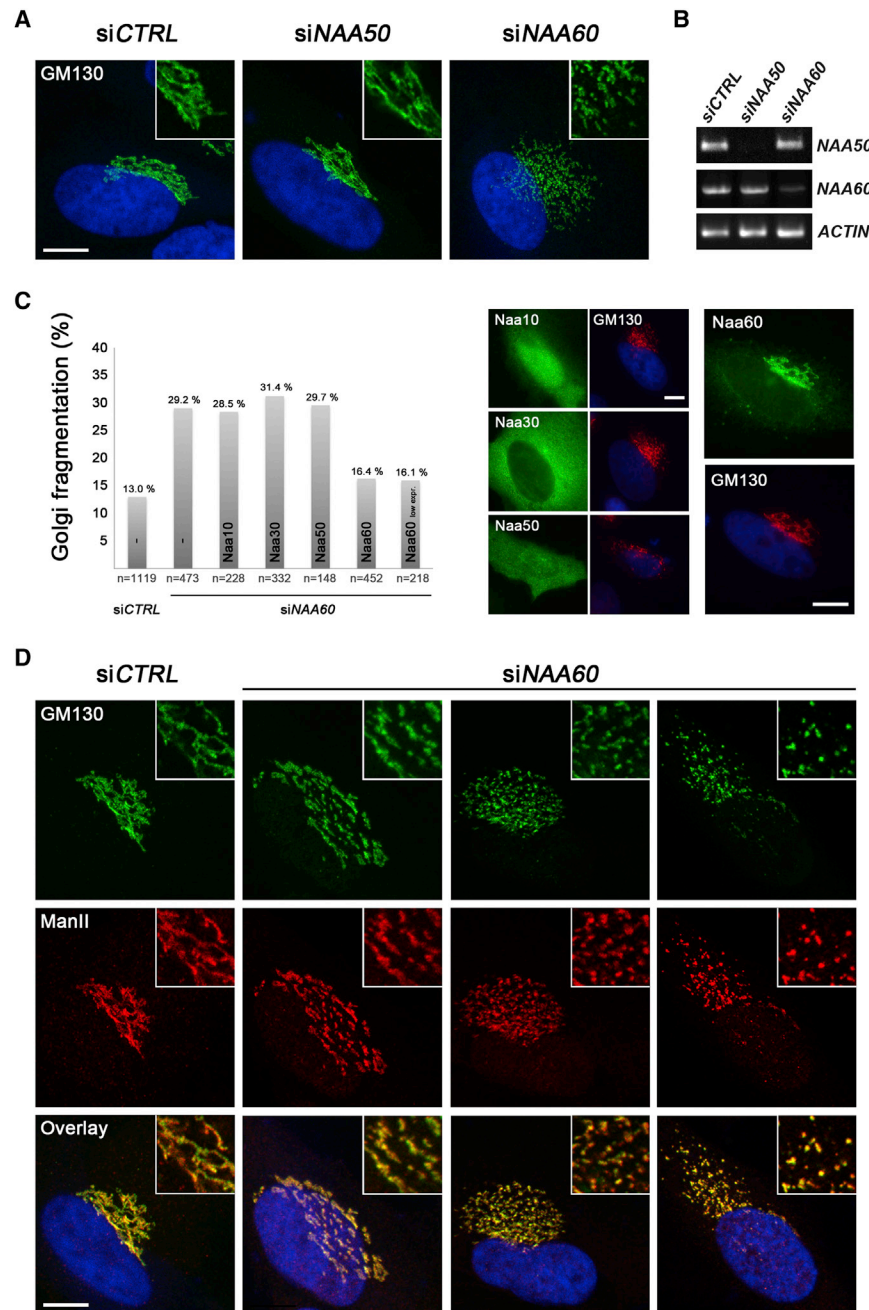 A
siCTRL
siNAA50
siNAA60
GM130
B
siCTRL
siNAA50
siNAA60
NAA50
NAA60
ACTIN
C
Golgi fragmentation (%)
40
35
30
25
20
15
10
5
13.0 %
29.2 %
28.5 %
31.4 %
29.7 %
16.4 %
16.1 %
-
-
Naa10
Naa30
Naa50
Naa60
Naa60 low expr.
n=1119
n=473
n=228
n=332
n=148
n=452
n=218
siCTRL
siNAA60
Naa10
GM130
Naa30
Naa50
Naa60
GM130
D
siCTRL
siNAA60
GM130
ManII
Overlay